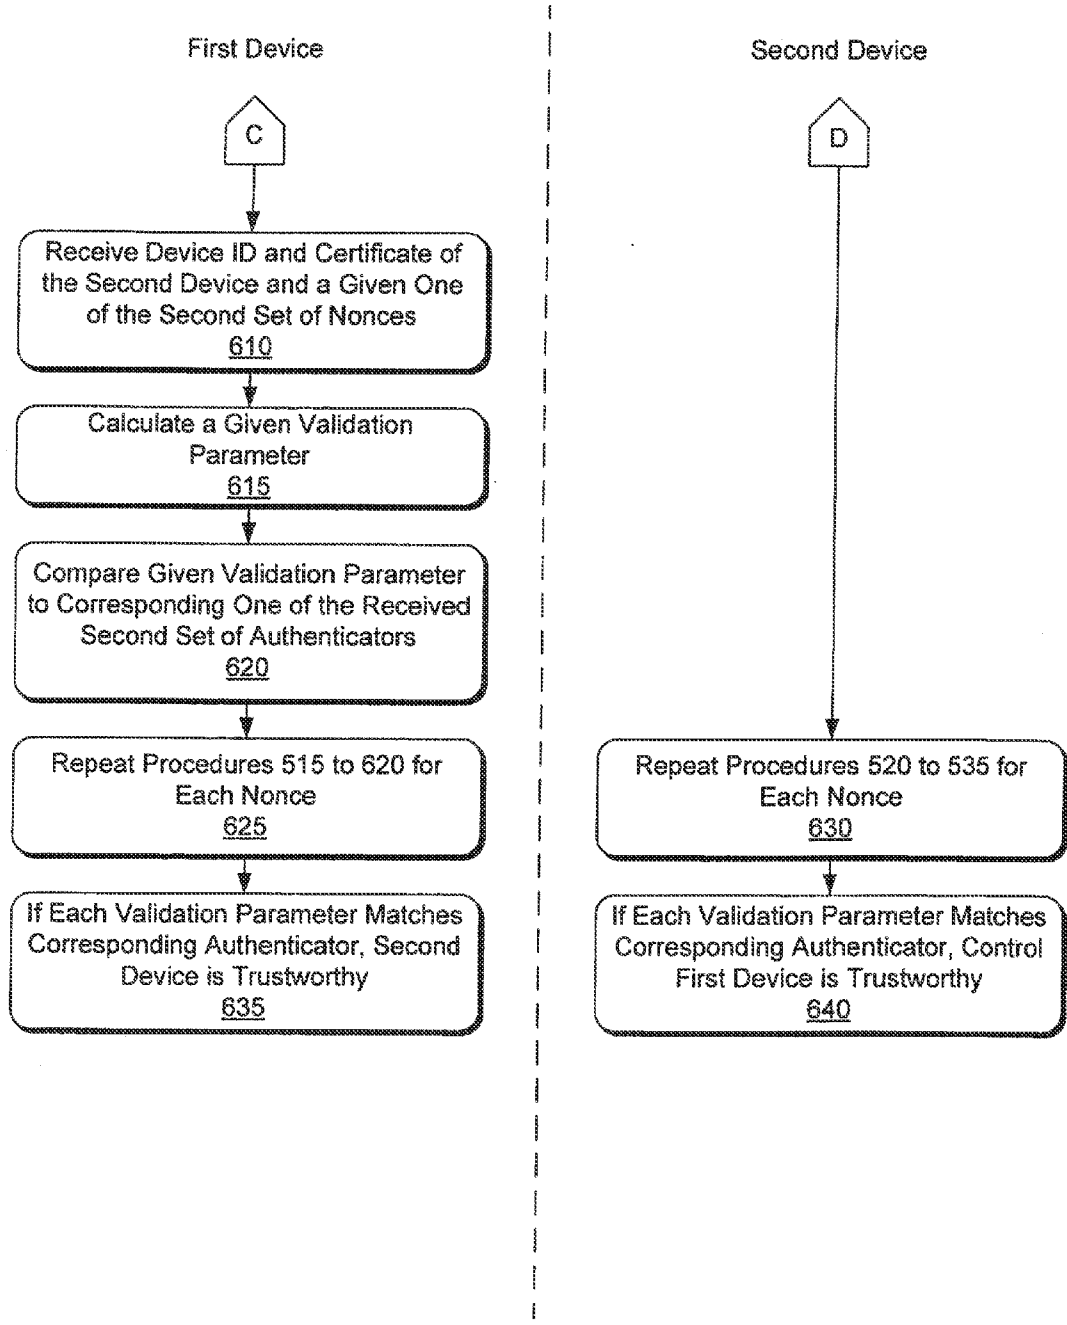 First Device
C
Receive Device ID and Certificate of
the Second Device and a Given One
of the Second Set of Nonces
610
Calculate a Given Validation
Parameter
615
Compare Given Validation Parameter
to Corresponding One of the Received
Second Set of Authenticators
620
Repeat Procedures 515 to 620 for
Each Nonce
625
If Each Validation Parameter Matches
Corresponding Authenticator, Second
Device is Trustworthy
635
Second Device
D
Repeat Procedures 520 to 535 for
Each Nonce
630
If Each Validation Parameter Matches
Corresponding Authenticator, Control
First Device is Trustworthy
640